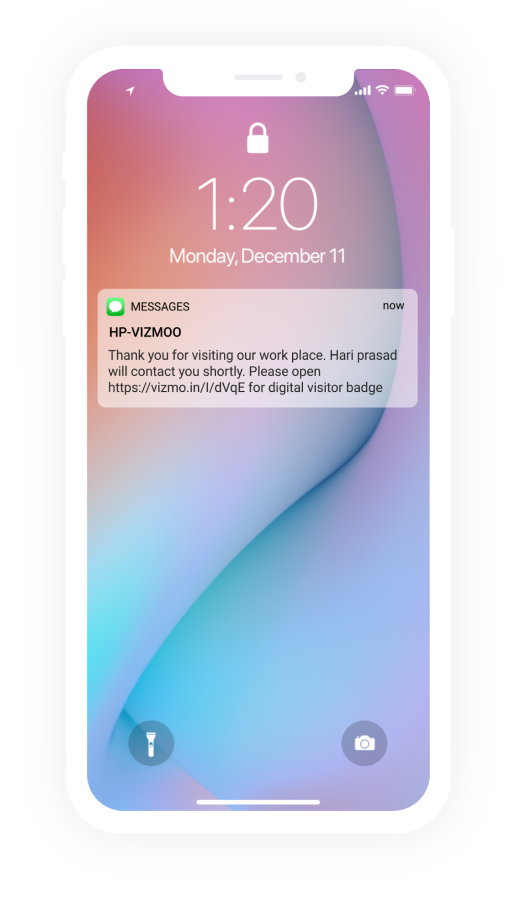 1:20
Monday, December 11
MESSAGES now
HP-VIZMOO
Thank you for visiting our work place. Hari prasad
will contact you shortly. Please open
https://vizmo.in/I/dVqE for digital visitor badge